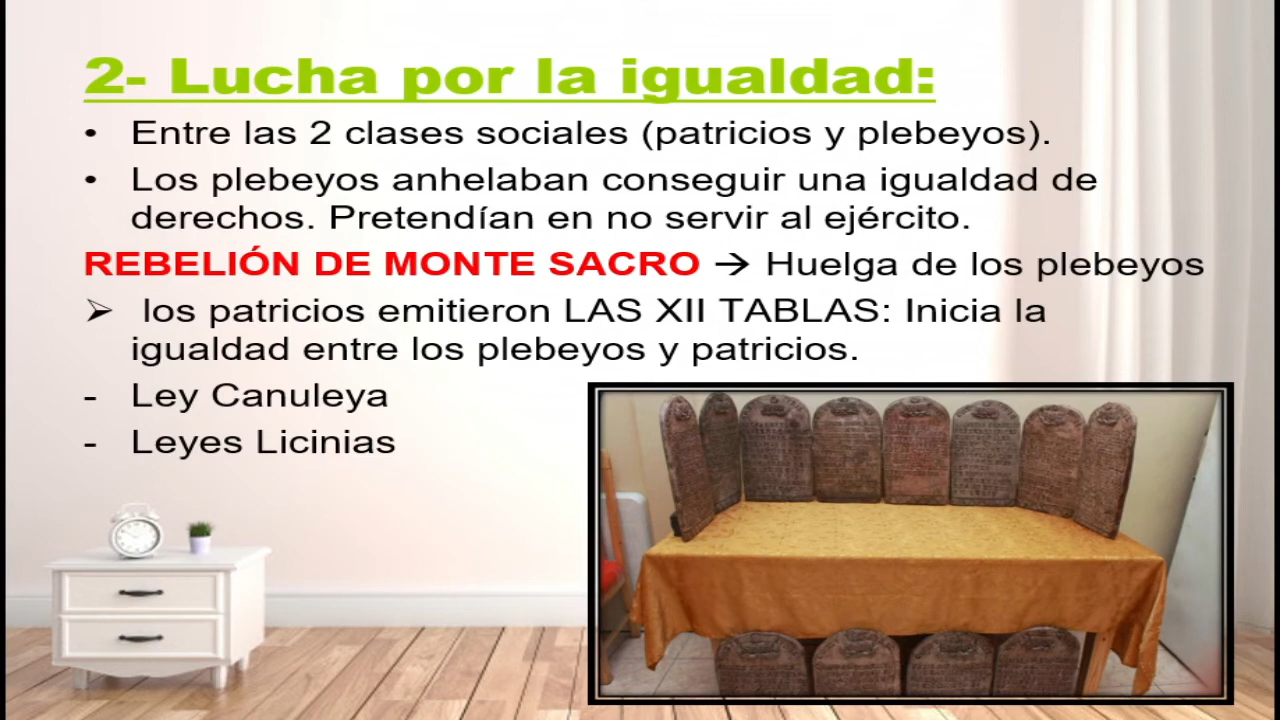 2- Lucha por la igualdad:
• Entre las 2 clases sociales (patricios y plebeyos).
• Los plebeyos anhelaban conseguir una igualdad de
derechos. Pretendían en no servir al ejército.
REBELIÓN DE MONTE SACRO → Huelga de los plebeyos
➢ los patricios emitieron LAS XII TABLAS: Inicia la
igualdad entre los plebeyos y patricios.
- Ley Canuleya
- Leyes Licinias